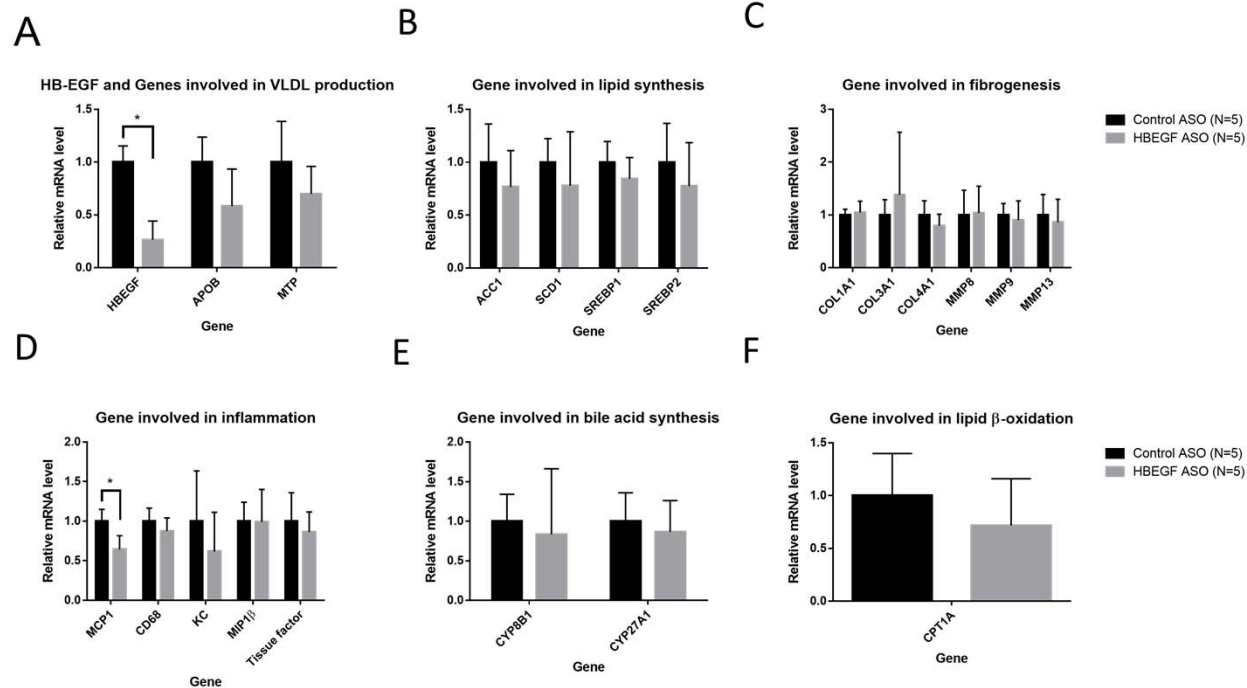 A
HB-EGF and Genes involved in VLDL production
Relative mRNA level
1.5
1.0
0.5
0.0
*
HBEGF
APOB
MTP
Gene
B
Gene involved in lipid synthesis
Relative mRNA level
1.5
1.0
0.5
0.0
ACC1
SCD1
SREBP1
SREBP2
Gene
C
Gene involved in fibrogenesis
Relative mRNA level
3
2
1
0
COL1A1
COL3A1
COL4A1
MMP8
MMP9
MMP13
Gene
Control ASO (N=5)
HBEGF ASO (N=5)
D
Gene involved in inflammation
Relative mRNA level
2.0
1.5
1.0
0.5
0.0
*
MCP1
CD68
KC
MIP1β
Tissue factor
Gene
E
Gene involved in bile acid synthesis
Relative mRNA level
2.0
1.5
1.0
0.5
0.0
CYP8B1
CYP27A1
Gene
F
Gene involved in lipid β-oxidation
Relative mRNA level
1.5
1.0
0.5
0.0
CPT1A
Gene
Control ASO (N=5)
HBEGF ASO (N=5)